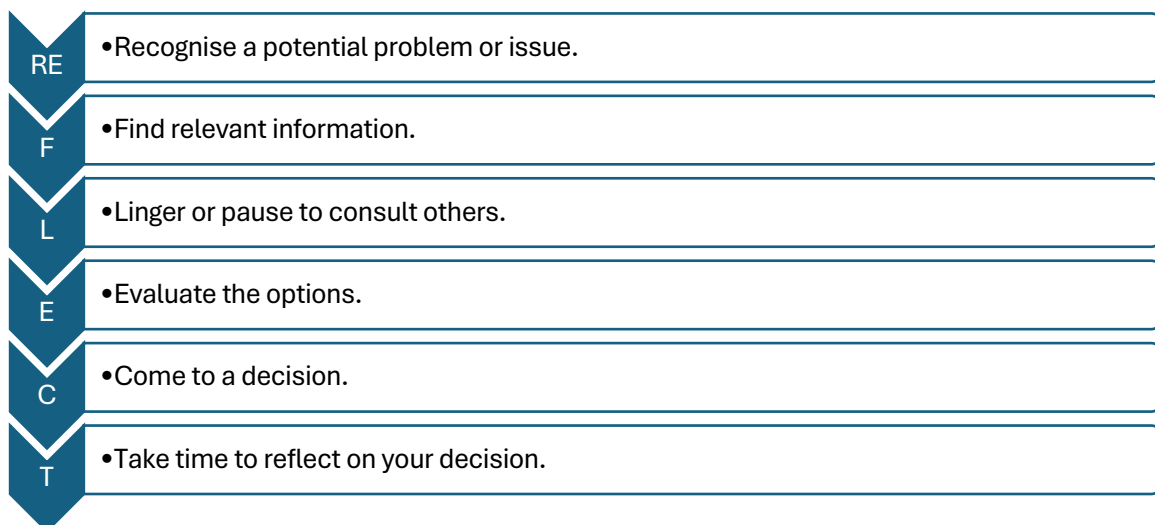 RE
•Recognise a potential problem or issue.
F
•Find relevant information.
L
•Linger or pause to consult others.
E
•Evaluate the options.
C
•Come to a decision.
T
•Take time to reflect on your decision.